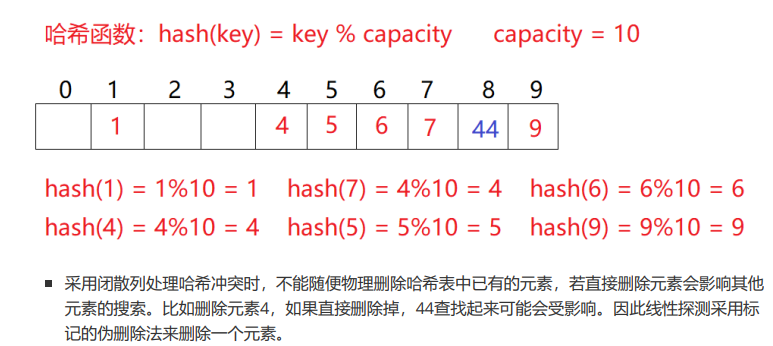 哈希函数：hash(key) = key % capacity capacity = 10
0 1 2 3 4 5 6 7 8 9
1 4 5 6 7 44 9
hash(1) = 1%10 = 1 hash(7) = 4%10 = 4 hash(6) = 6%10 = 6
hash(4) = 4%10 = 4 hash(5) = 5%10 = 5 hash(9) = 9%10 = 9
▪ 采用闭散列处理哈希冲突时，不能随便物理删除哈希表中已有的元素，若直接删除元素会影响其他
元素的搜索。比如删除元素4，如果直接删除掉，44查找起来可能会受影响。因此线性探测采用标
记的伪删除法来删除一个元素。